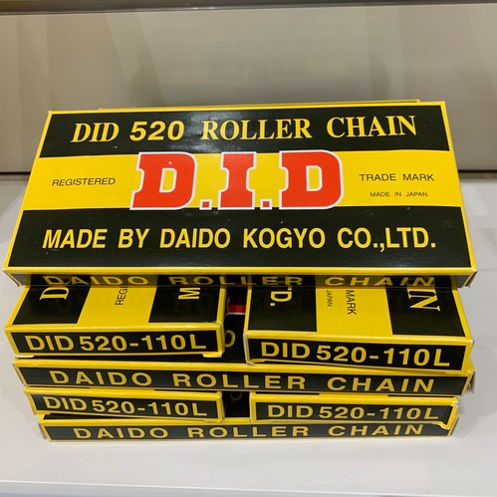 DID 520 ROLLER CHAIN
REGISTERED
D.I.D
TRADE MARK
MADE IN JAPAN
MADE BY DAIDO KOGYO CO.,LTD.
DAIDO ROLLER CHAIN
DID 520-110L
DID 520-110L
DAIDO ROLLER CHAIN
DID 520-110L
DID 520-110L
DAIDO ROLLER CHAIN